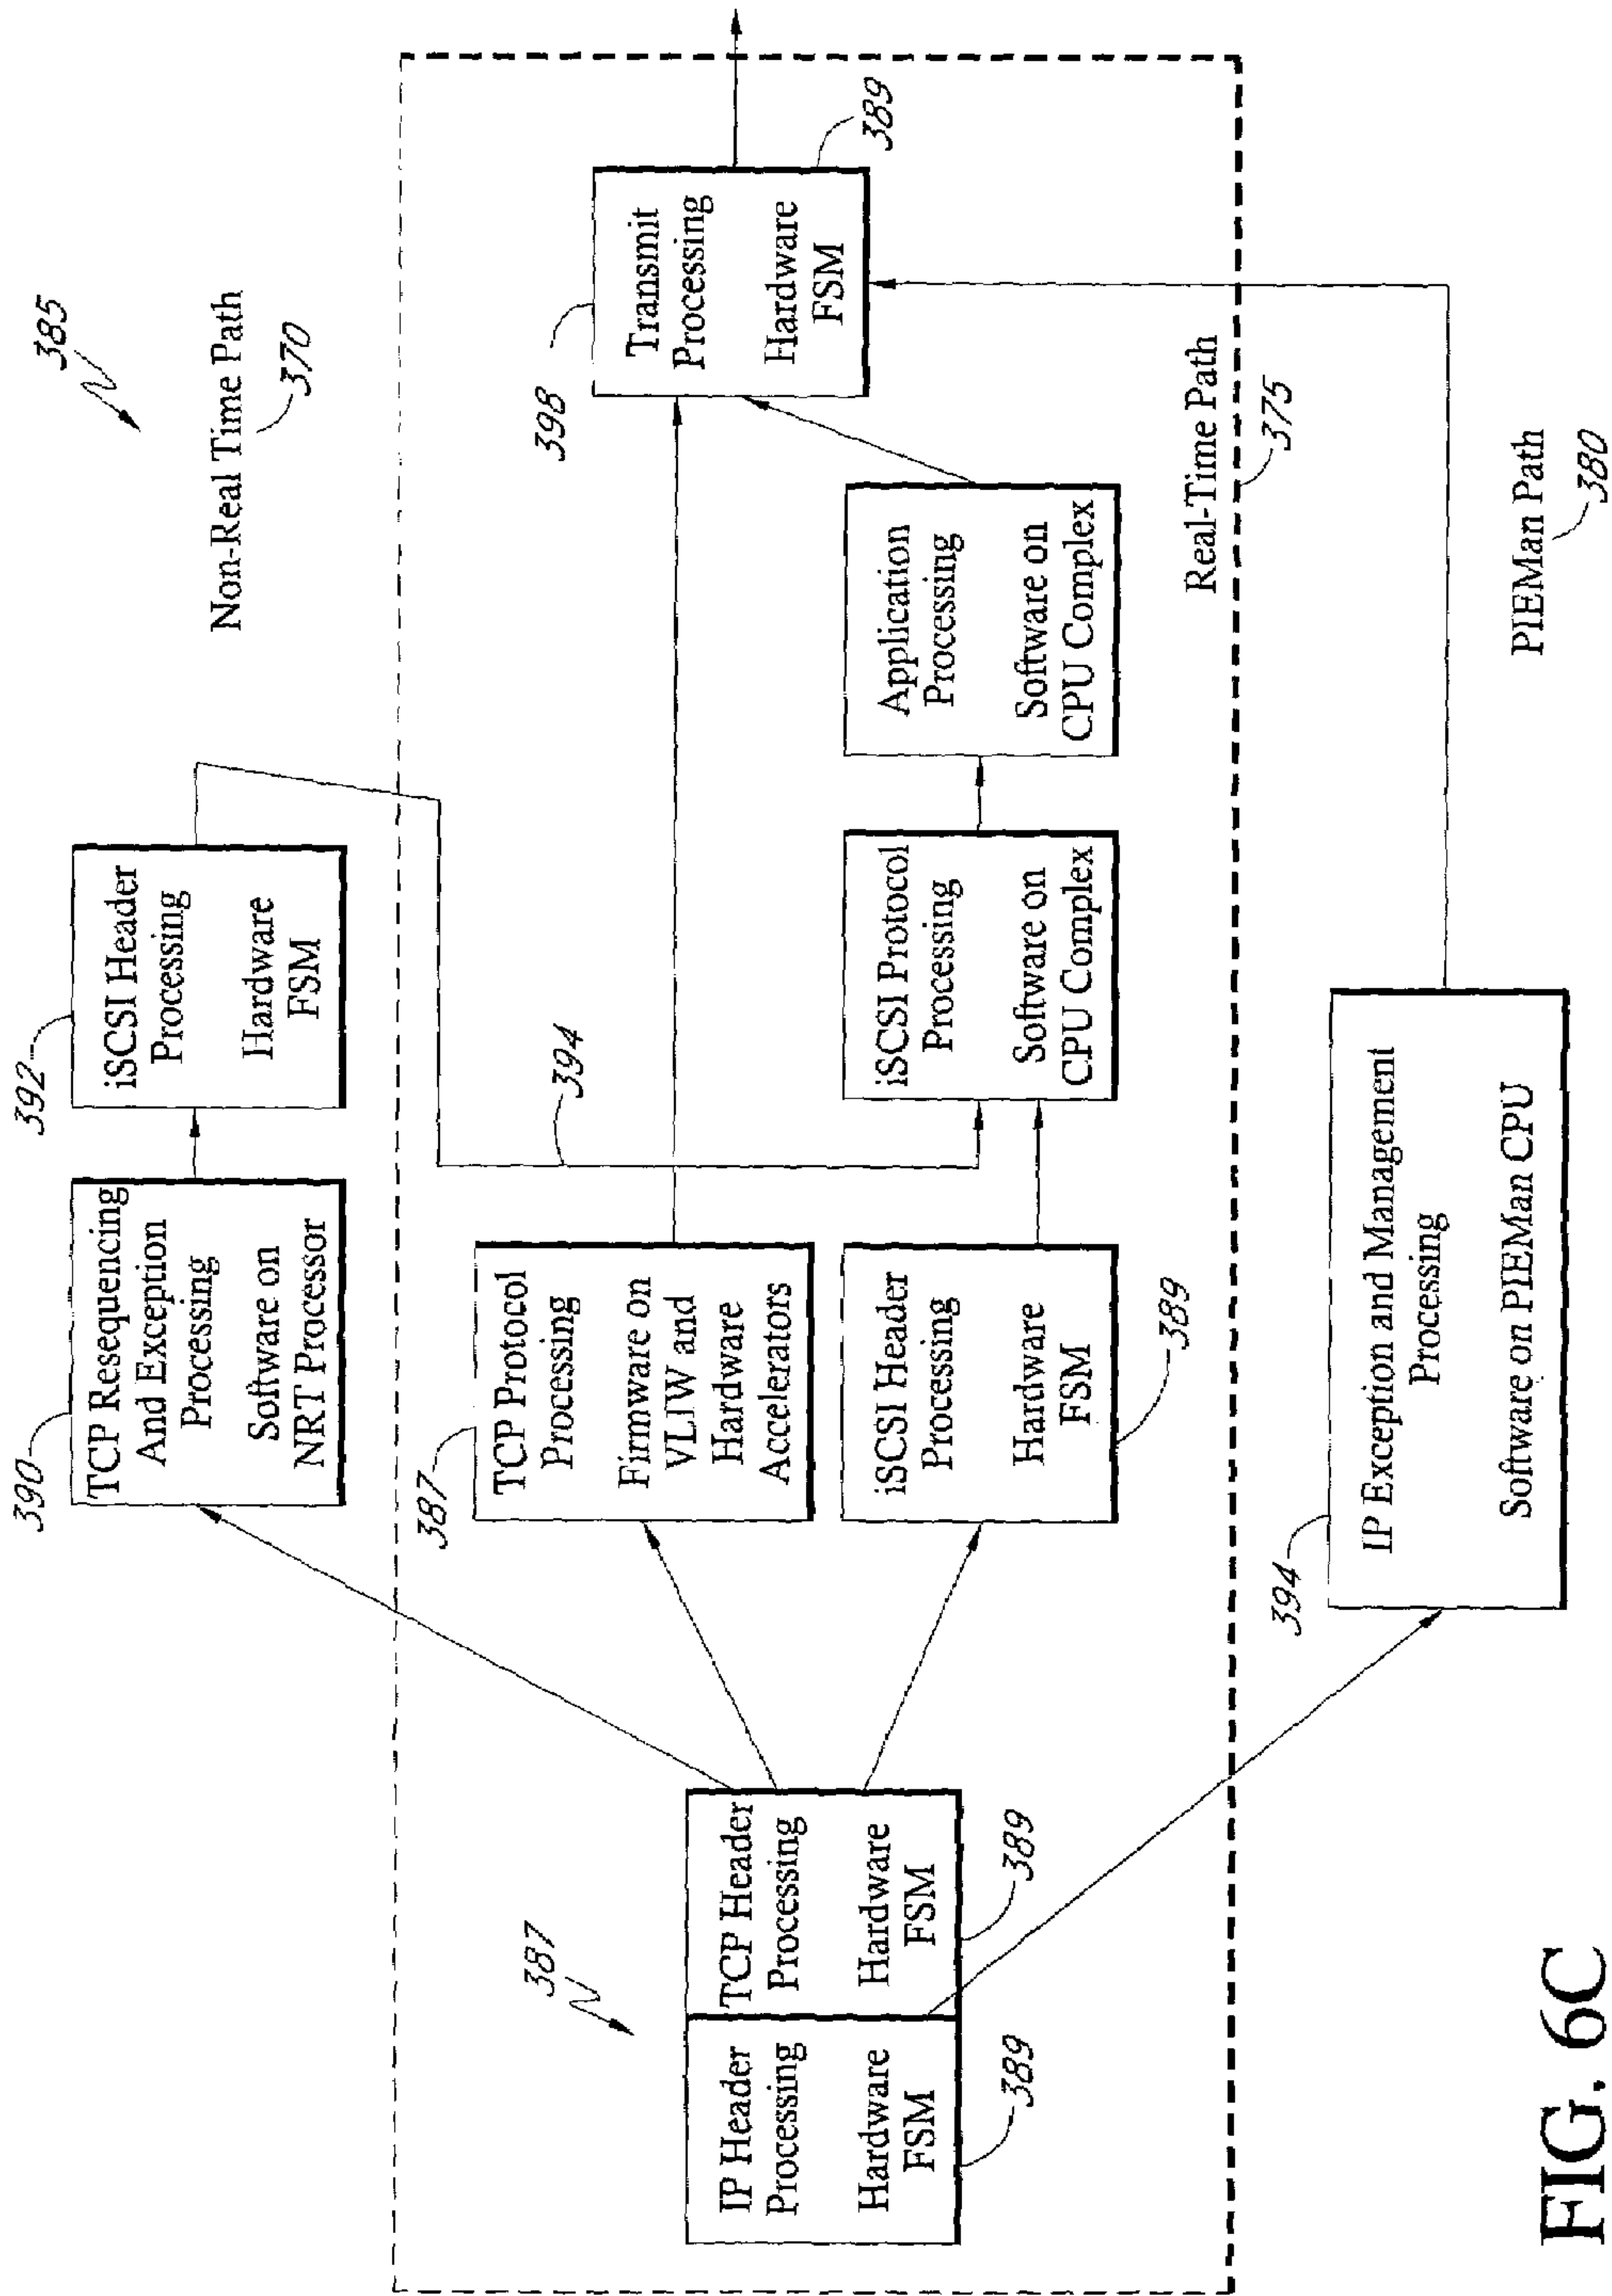 385
Non-Real Time Path
370
390
TCP Resequencing
And Exception
Processing
Software on
NRT Processor
392
iSCSI Header
Processing
Hardware
FSM
394
387
TCP Protocol
Processing
Firmware on
VLIW and
Hardware
Accelerators
iSCSI Header
Processing
Hardware
FSM
389
387
IP Header
Processing
Hardware
FSM
389
TCP Header
Processing
Hardware
FSM
389
iSCSI Protocol
Processing
Software on
CPU Complex
Application
Processing
Software on
CPU Complex
398
Transmit
Processing
Hardware
FSM
389
Real-Time Path
375
394
IP Exception and Management
Processing
Software on PIEMan CPU
PIEMan Path
380
FIG. 6C